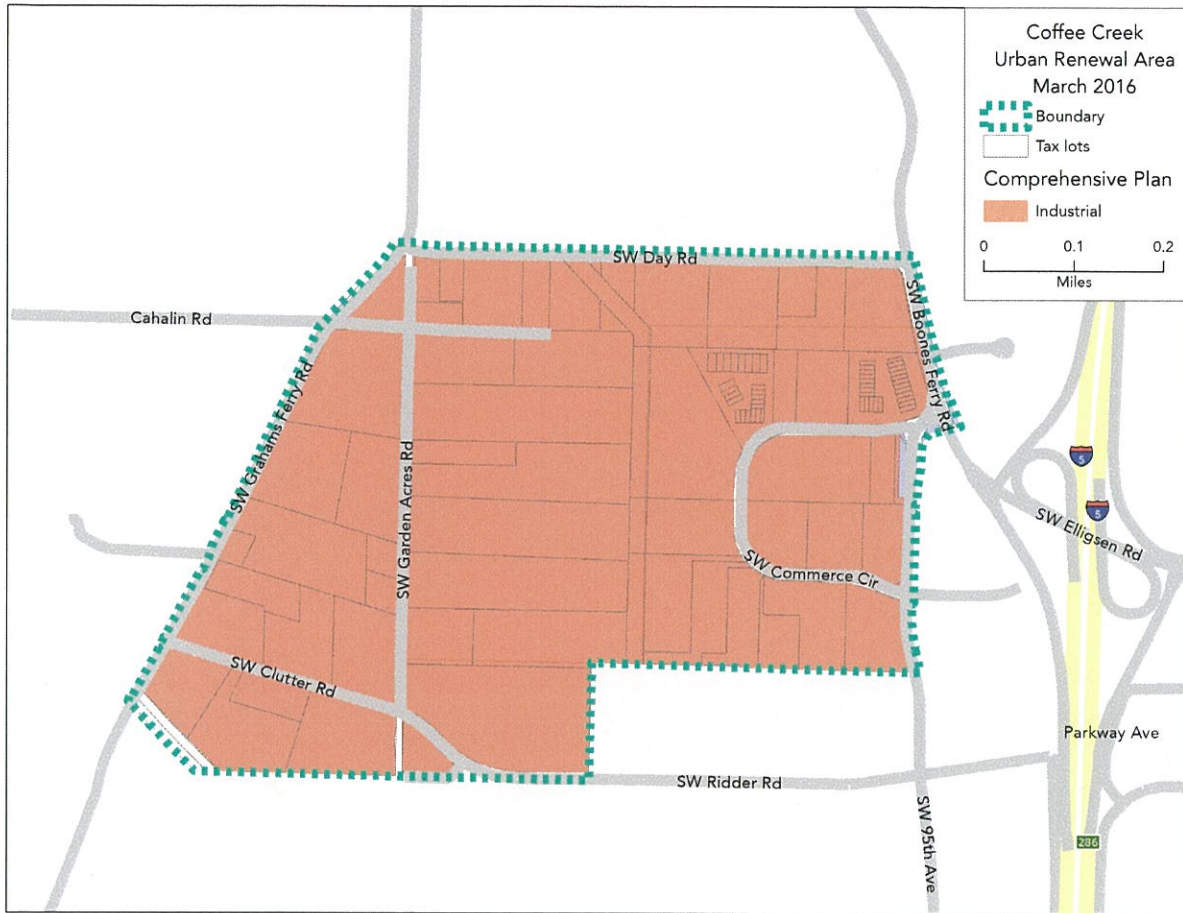 Coffee Creek
Urban Renewal Area
March 2016
Boundary
Tax lots
Comprehensive Plan
Industrial
0 0.1 0.2
Miles
SW Day Rd
Cahalin Rd
SW Boones Ferry Rd
SW Grahams Ferry Rd
SW Garden Acres Rd
5
5
SW Elligsen Rd
SW Commerce Cir
SW Clutter Rd
Parkway Ave
SW Ridder Rd
SW 95th Ave
286